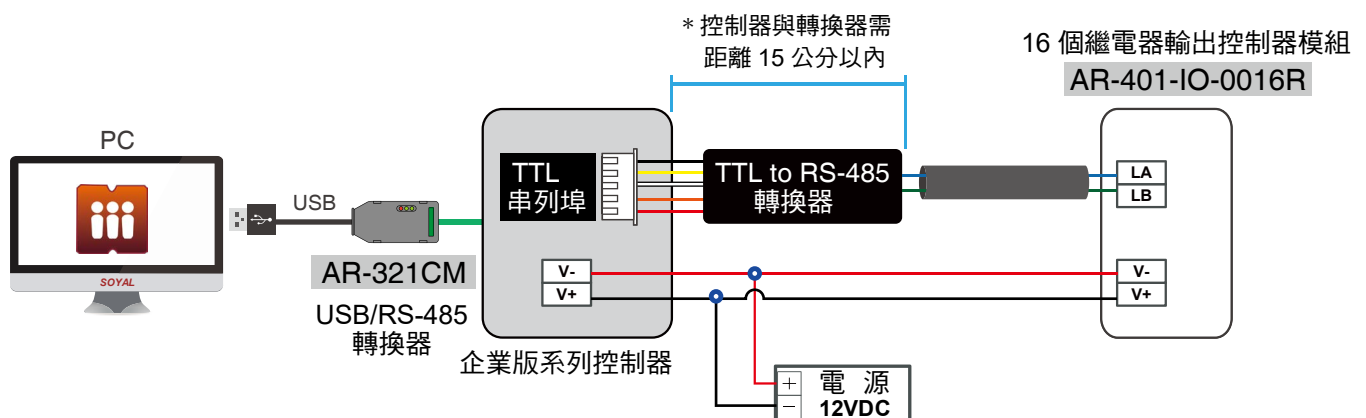 * 控制器與轉換器需
距離 15 公分以內
16 個繼電器輸出控制器模組
AR-401-IO-0016R
PC
SOYAL
USB
AR-321CM
USB/RS-485
轉換器
TTL
串列埠
TTL to RS-485
轉換器
LA
LB
V-
V+
V-
V+
企業版系列控制器
+ 電 源
− 12VDC